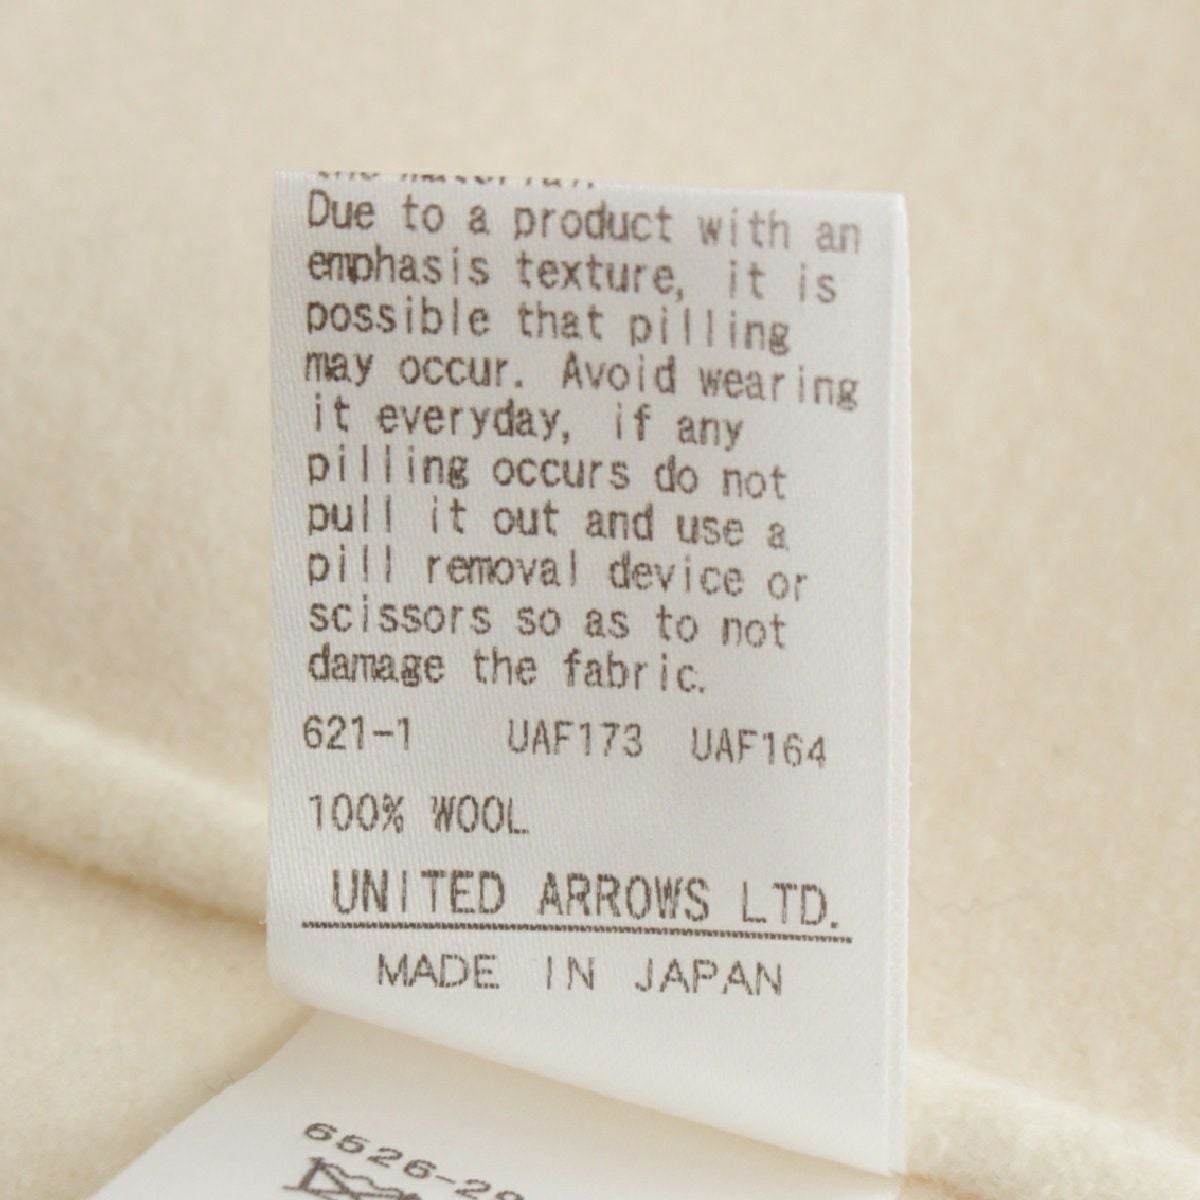 the material.
Due to a product with an
emphasis texture, it is
possible that pilling
may occur. Avoid wearing
it everyday, if any
pilling occurs do not
pull it out and use a
pill removal device or
scissors so as to not
damage the fabric.
621-1 UAF173 UAF164
100% WOOL
UNITED ARROWS LTD.
MADE IN JAPAN